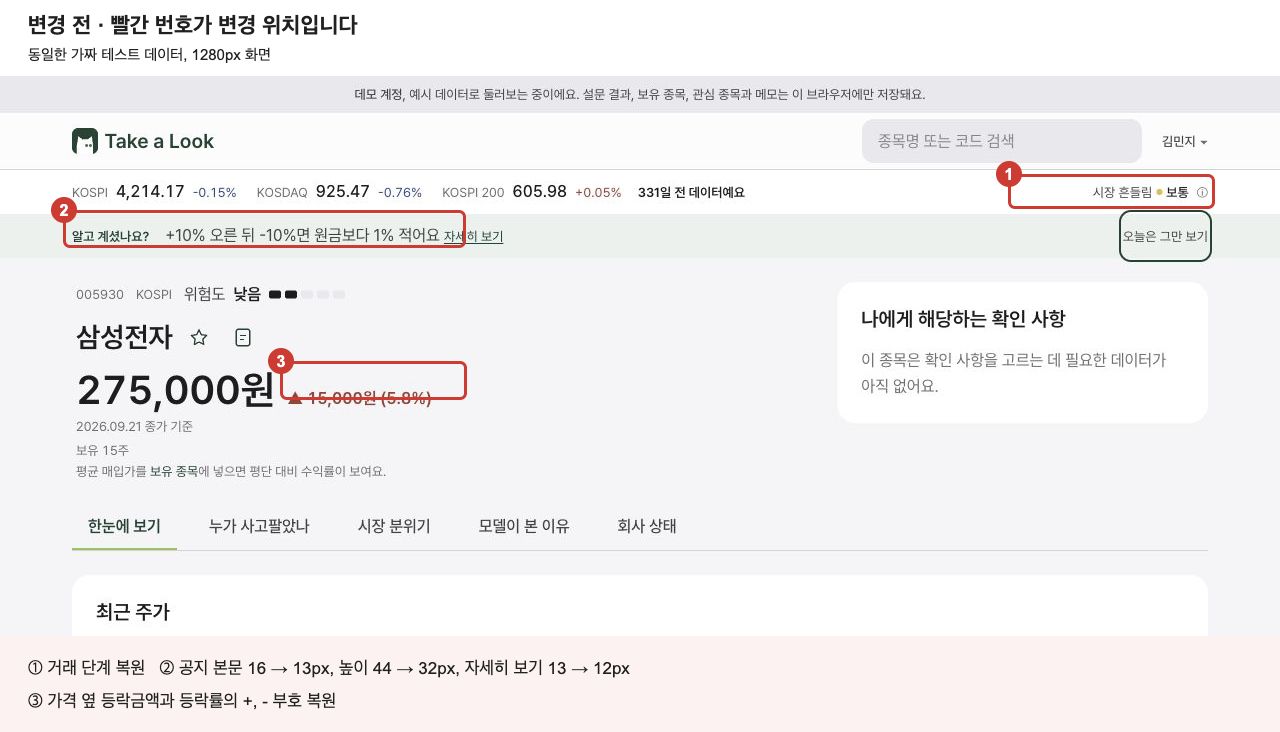 변경 전 · 빨간 번호가 변경 위치입니다
동일한 가짜 테스트 데이터, 1280px 화면
데모 계정, 예시 데이터로 둘러보는 중이에요. 설문 결과, 보유 종목, 관심 종목과 메모는 이 브라우저에만 저장돼요.
Take a Look 종목명 또는 코드 검색 김민지
1
KOSPI 4,214.17 -0.15% KOSDAQ 925.47 -0.76% KOSPI 200 605.98 +0.05% 331일 전 데이터예요 시장 흔들림 보통 ⓘ
2
알고 계셨나요? +10% 오른 뒤 -10%면 원금보다 1% 적어요 자세히 보기 오늘은 그만 보기
005930 KOSPI 위험도 낮음
삼성전자
3
275,000원 ▲ 15,000원 (5.8%)
2026.09.21 종가 기준
보유 15주
평균 매입가를 보유 종목에 넣으면 평단 대비 수익률이 보여요.
나에게 해당하는 확인 사항
이 종목은 확인 사항을 고르는 데 필요한 데이터가
아직 없어요.
한눈에 보기 누가 사고팔았나 시장 분위기 모델이 본 이유 회사 상태
최근 주가
① 거래 단계 복원 ② 공지 본문 16 → 13px, 높이 44 → 32px, 자세히 보기 13 → 12px
③ 가격 옆 등락금액과 등락률의 +, - 부호 복원